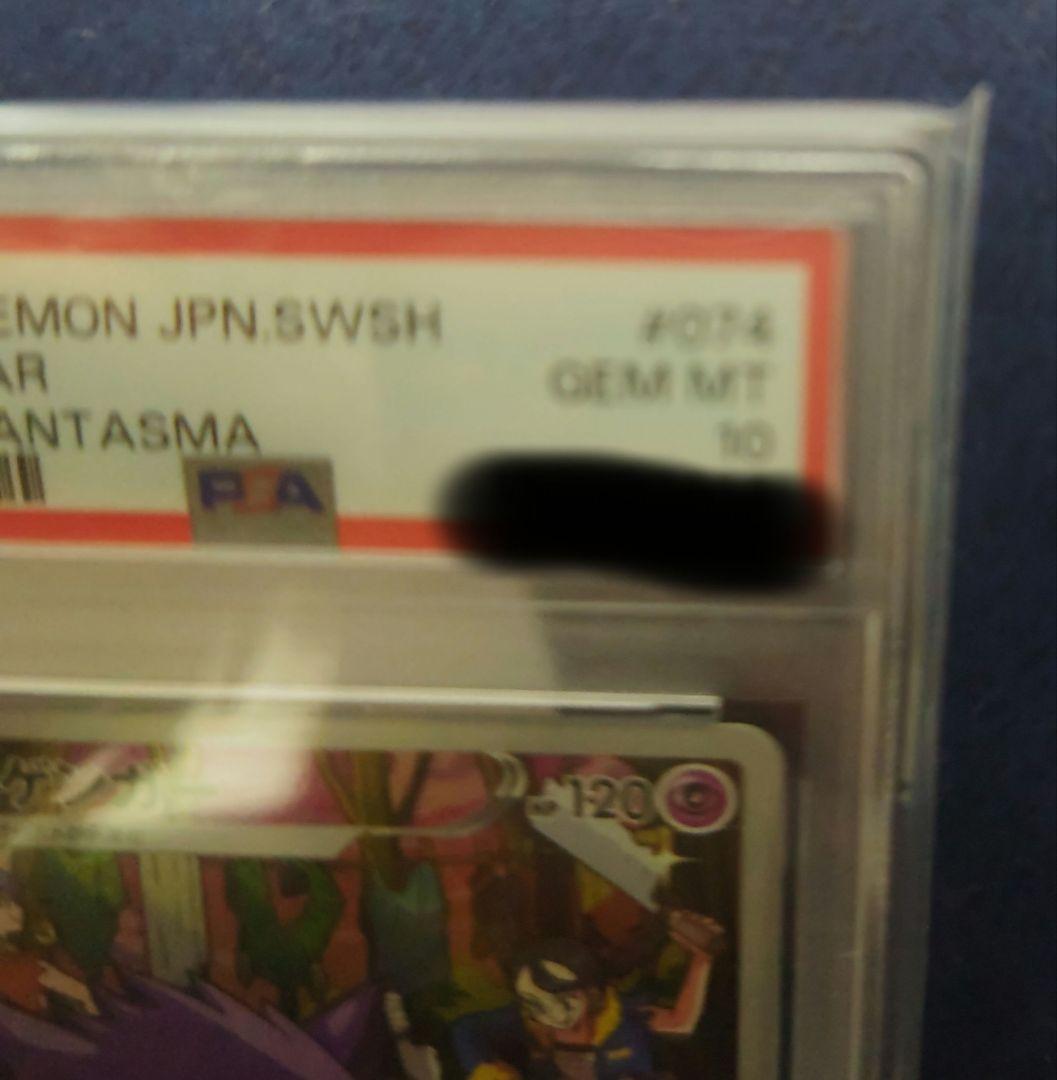 EMON JPN.SWSH #074
AR GEM MT
ANTASMA 10
PSA
120